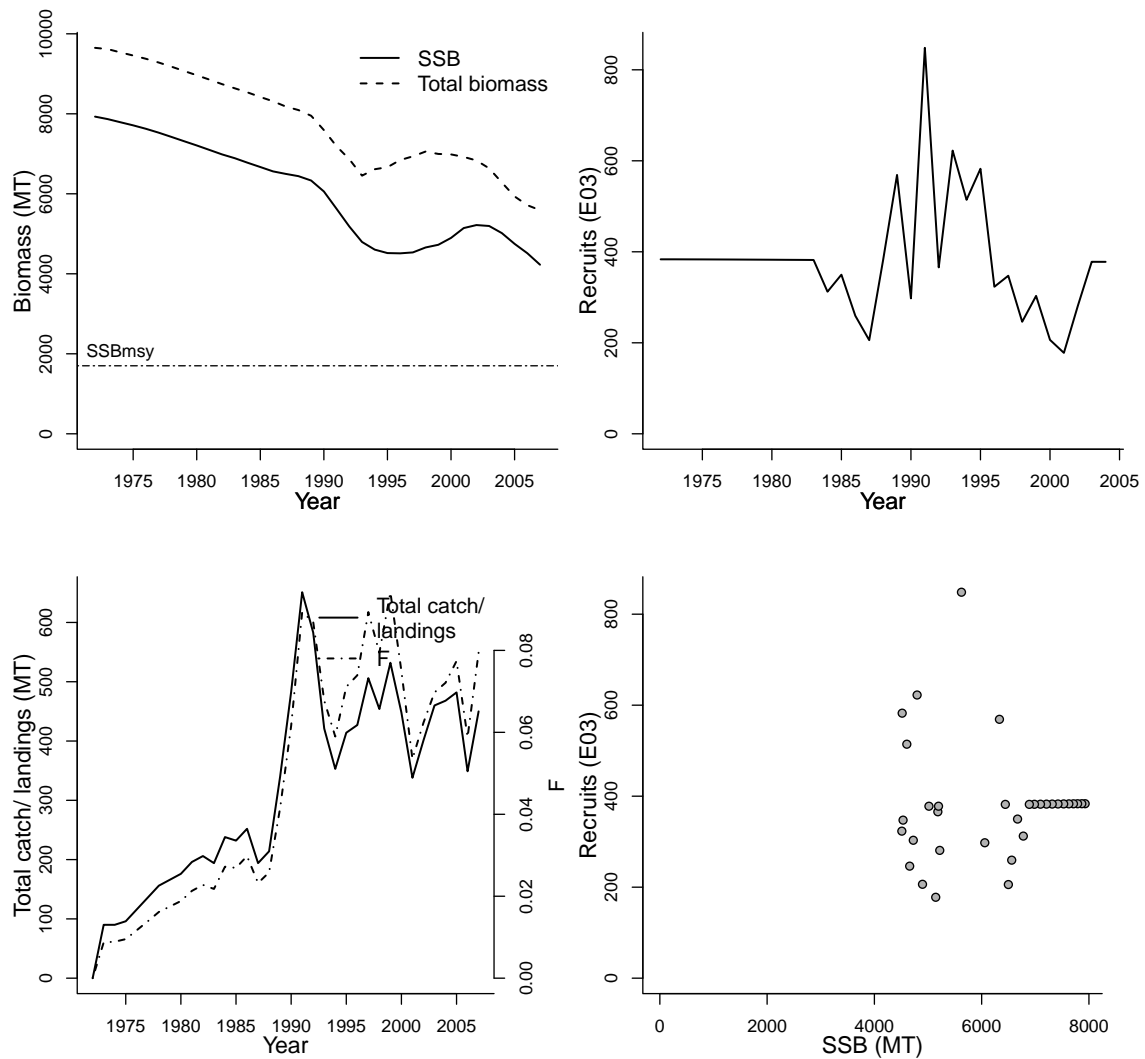 SSB
Total biomass
SSBmsy
Biomass (MT)
0
2000
4000
6000
8000
10000
1975 1980 1985 1990 1995 2000 2005
Year
Recruits (E03)
0
200
400
600
800
1975 1980 1985 1990 1995 2000 2005
Year
Total catch/
landings
F
Total catch/ landings (MT)
0
100
200
300
400
500
600
1975 1980 1985 1990 1995 2000 2005
Year
0.00
0.02
0.04
0.06
0.08
F
Recruits (E03)
0
200
400
600
800
0 2000 4000 6000 8000
SSB (MT)